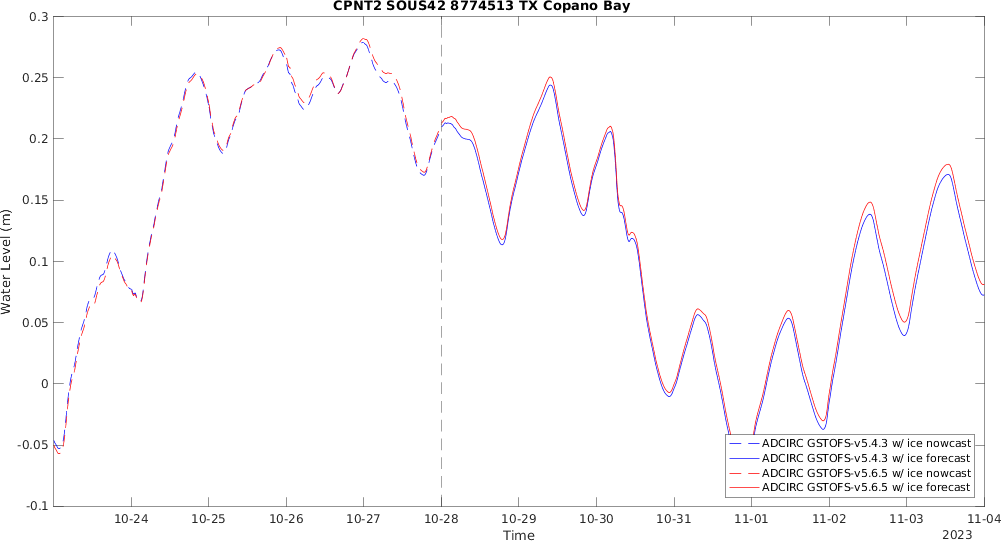 CPNT2 SOUS42 8774513 TX Copano Bay
0.3
0.25
0.2
0.15
0.1
0.05
0
-0.05
-0.1
Water Level (m)
10-24 10-25 10-26 10-27 10-28 10-29 10-30 10-31 11-01 11-02 11-03 11-04
Time
2023
ADCIRC GSTOFS-v5.4.3 w/ ice nowcast
ADCIRC GSTOFS-v5.4.3 w/ ice forecast
ADCIRC GSTOFS-v5.6.5 w/ ice nowcast
ADCIRC GSTOFS-v5.6.5 w/ ice forecast